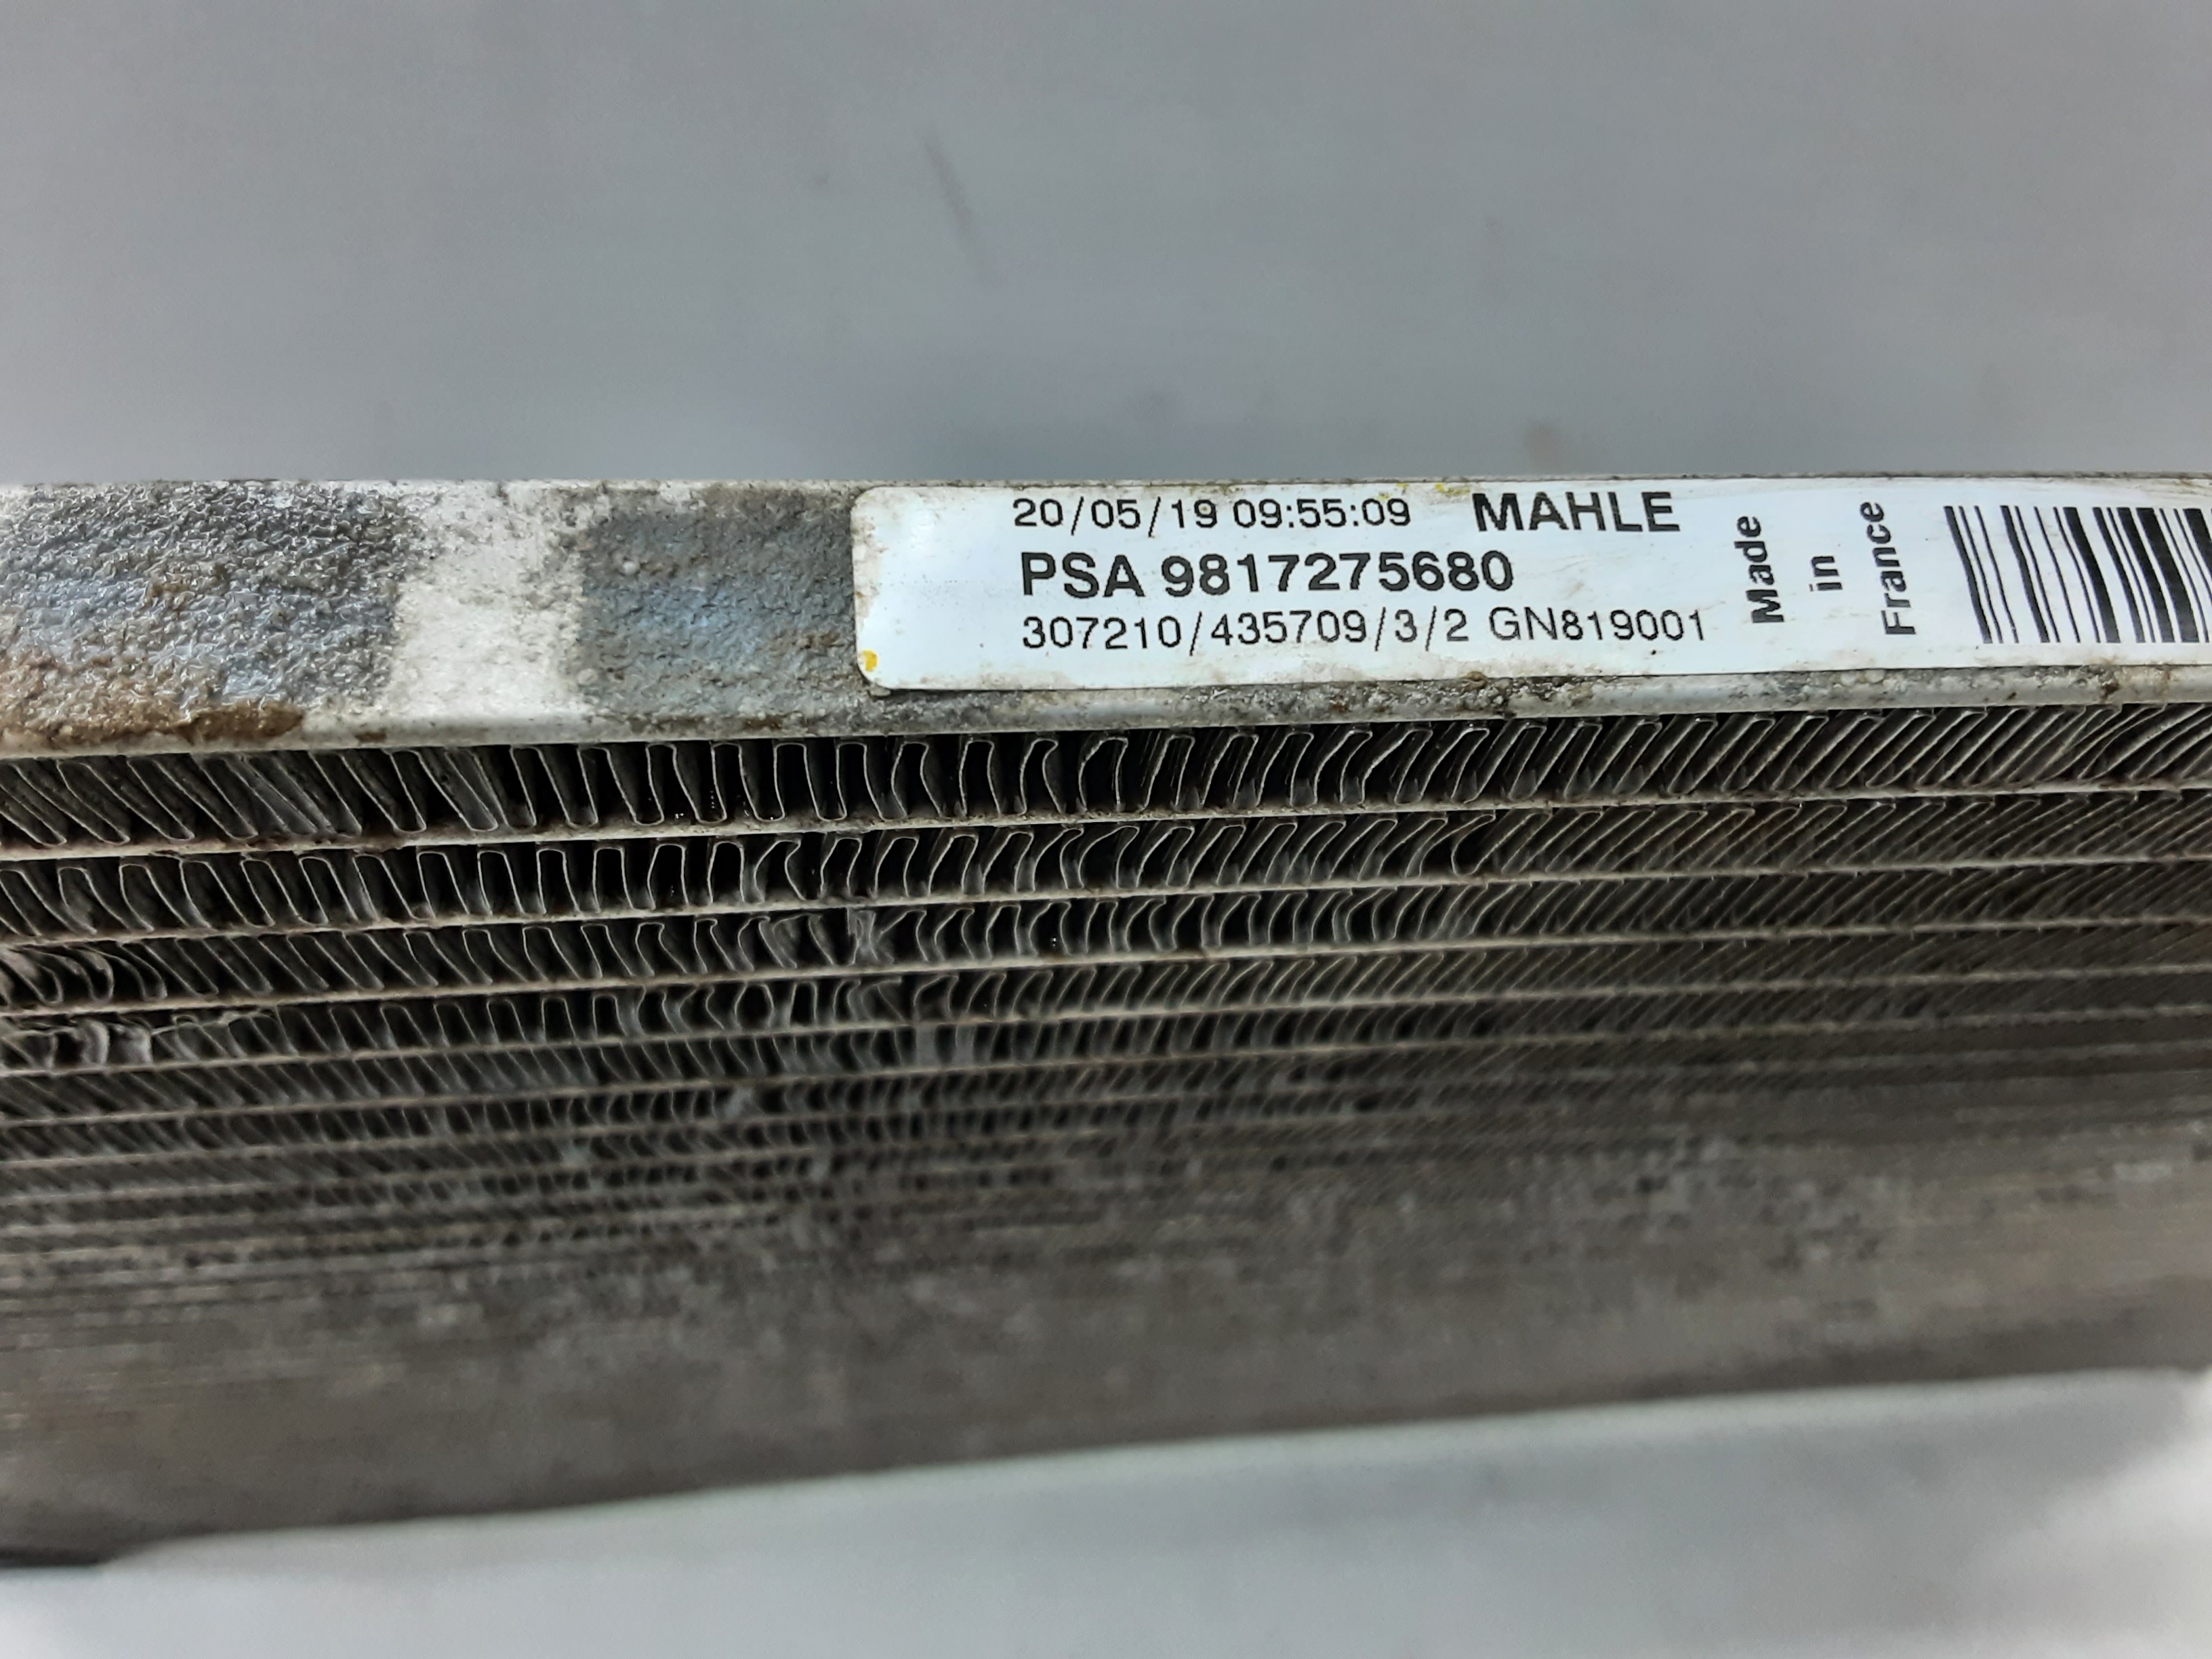 20/05/19 09:55:09 MAHLE
PSA 9817275680
307210/435709/3/2 GN819001
Made
in
France